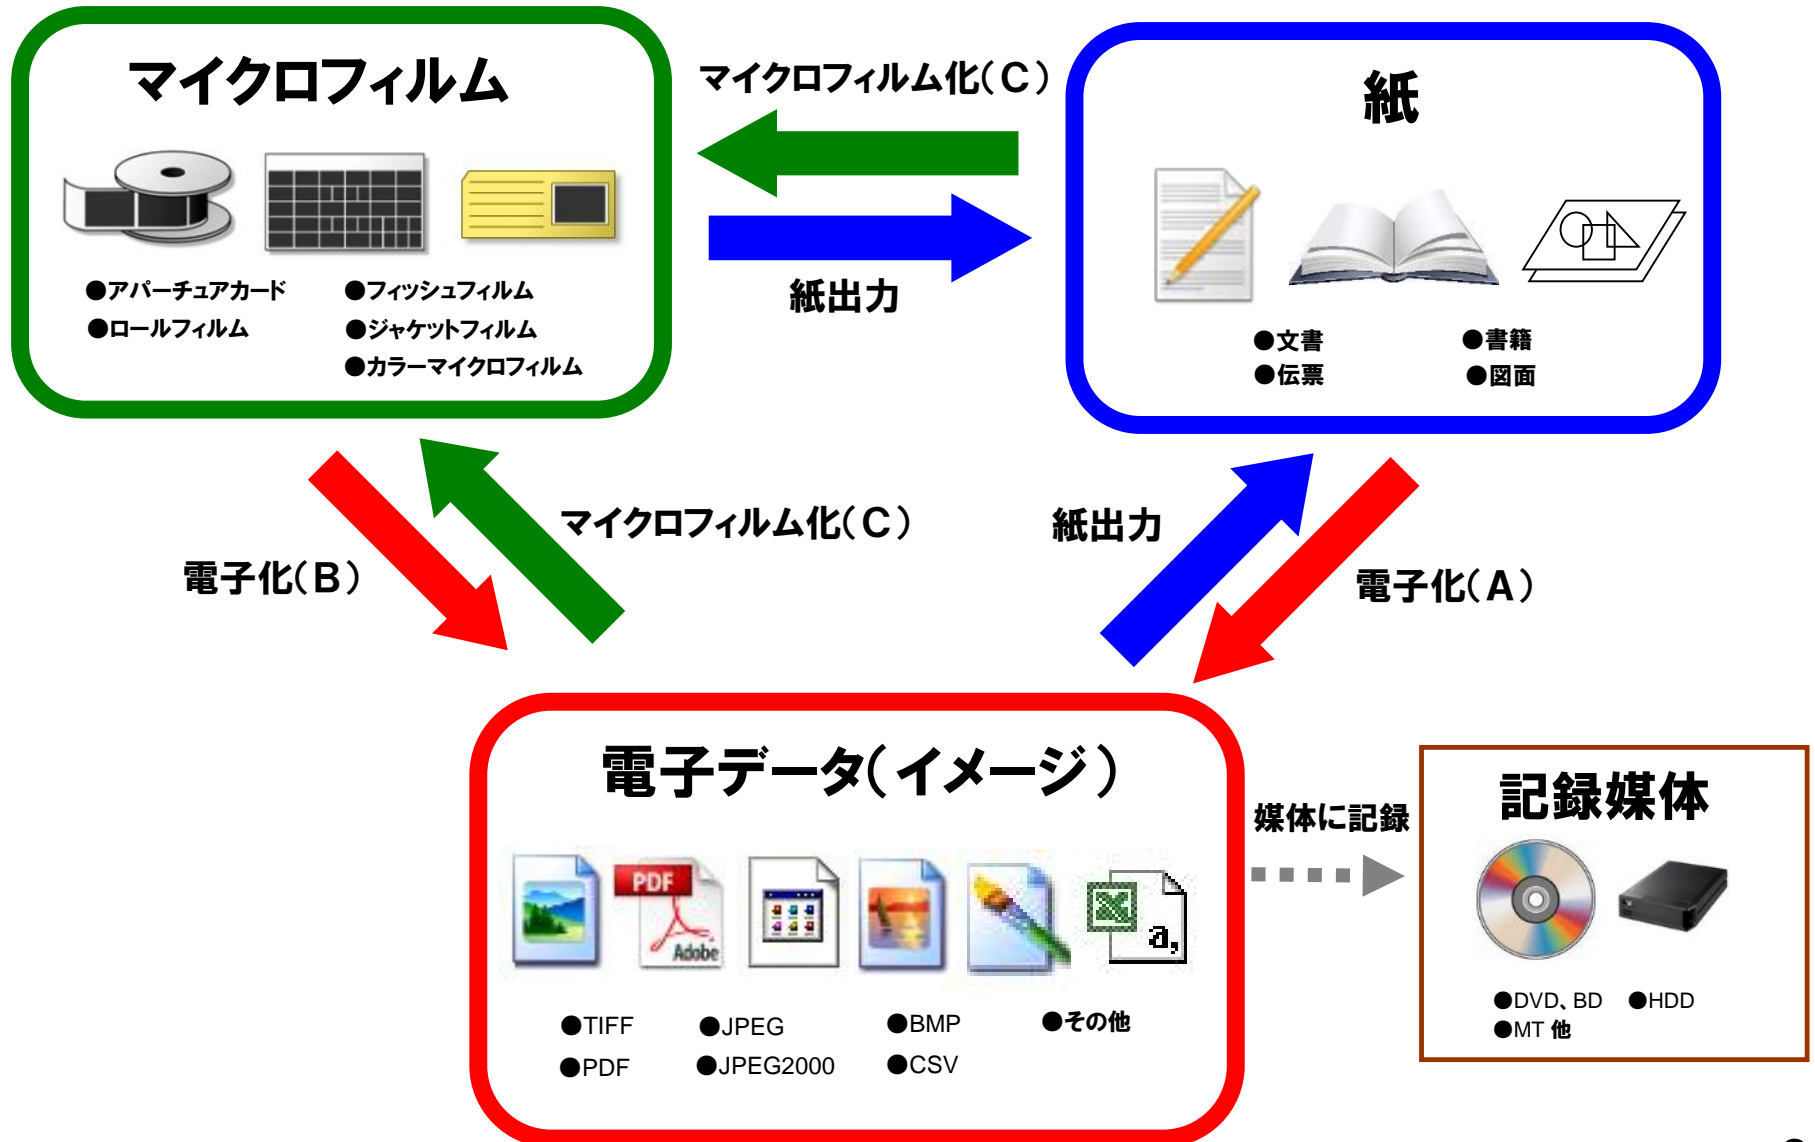 マイクロフィルム
●アパーチュアカード
●ロールフィルム
●フィッシュフィルム
●ジャケットフィルム
●カラーマイクロフィルム
マイクロフィルム化(C)
紙出力
紙
●文書
●伝票
●書籍
●図面
電子化(B)
マイクロフィルム化(C)
紙出力
電子化(A)
電子データ(イメージ)
PDF
Adobe
a,
●TIFF
●PDF
●JPEG
●JPEG2000
●BMP
●CSV
●その他
媒体に記録
記録媒体
●DVD、BD
●HDD
●MT 他